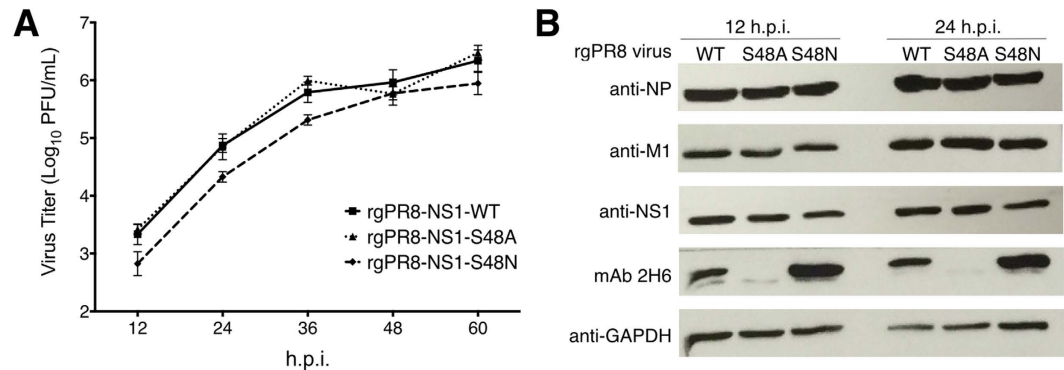 A
7
6
5
4
3
2
Virus Titer (Log10 PFU/mL)
12 24 36 48 60
h.p.i.
rgPR8-NS1-WT
rgPR8-NS1-S48A
rgPR8-NS1-S48N
B
12 h.p.i. 24 h.p.i.
rgPR8 virus WT S48A S48N WT S48A S48N
anti-NP
anti-M1
anti-NS1
mAb 2H6
anti-GAPDH